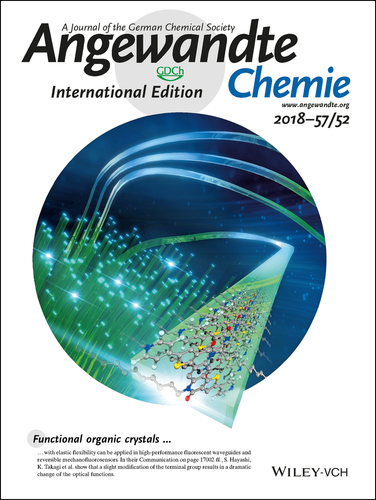 A Journal of the German Chemical Society
Angewandte
GDCh
International Edition
Chemie
www.angewandte.org
2018–57/52
Functional organic crystals ...
... with elastic flexibility can be applied in high-performance fluorescent waveguides and
reversible mechanofluorosensors. In their Communication on page 17002 ff., S. Hayashi,
K. Takagi et al. show that a slight modification of the terminal group results in a dramatic
change of the optical functions.
WILEY-VCH